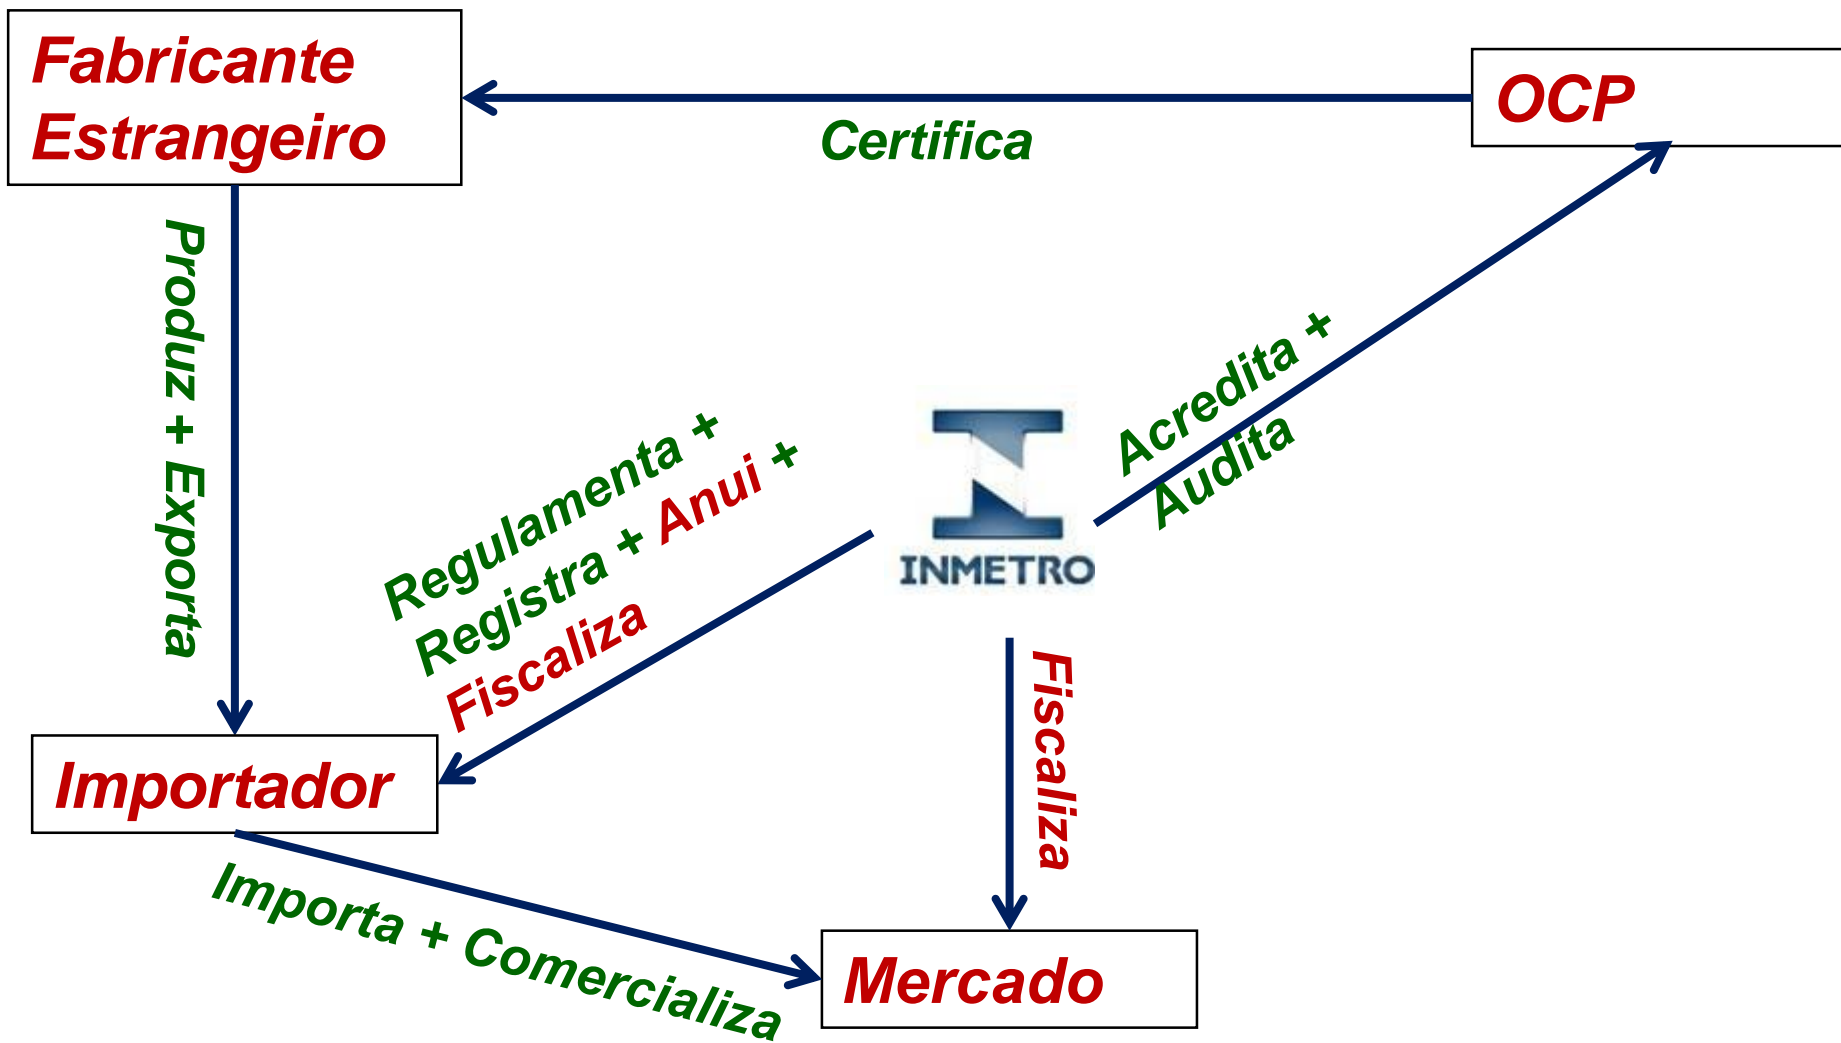 Fabricante
Estrangeiro
OCP
Certifica
Produz + Exporta
Acredita +
Audita
Regulamenta +
Registra + Anui +
Fiscaliza
INMETRO
Fiscaliza
Importador
Importa + Comercializa
Mercado